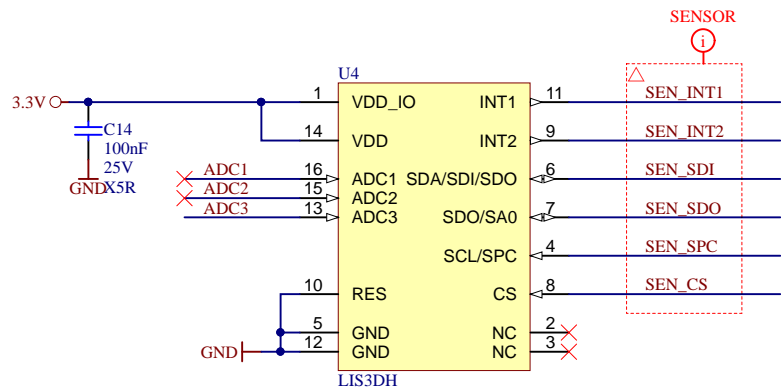 SENSOR
i
U4
3.3V
1 VDD_IO INT1 11 SEN_INT1
C14
100nF
25V
X5R
GND
14 VDD INT2 9 SEN_INT2
ADC1 16 ADC1 SDA/SDI/SDO 6 SEN_SDI
ADC2 15 ADC2
ADC3 13 ADC3 SDO/SA0 7 SEN_SDO
SCL/SPC 4 SEN_SPC
10 RES CS 8 SEN_CS
5 GND NC 2
GND 12 GND NC 3
LIS3DH